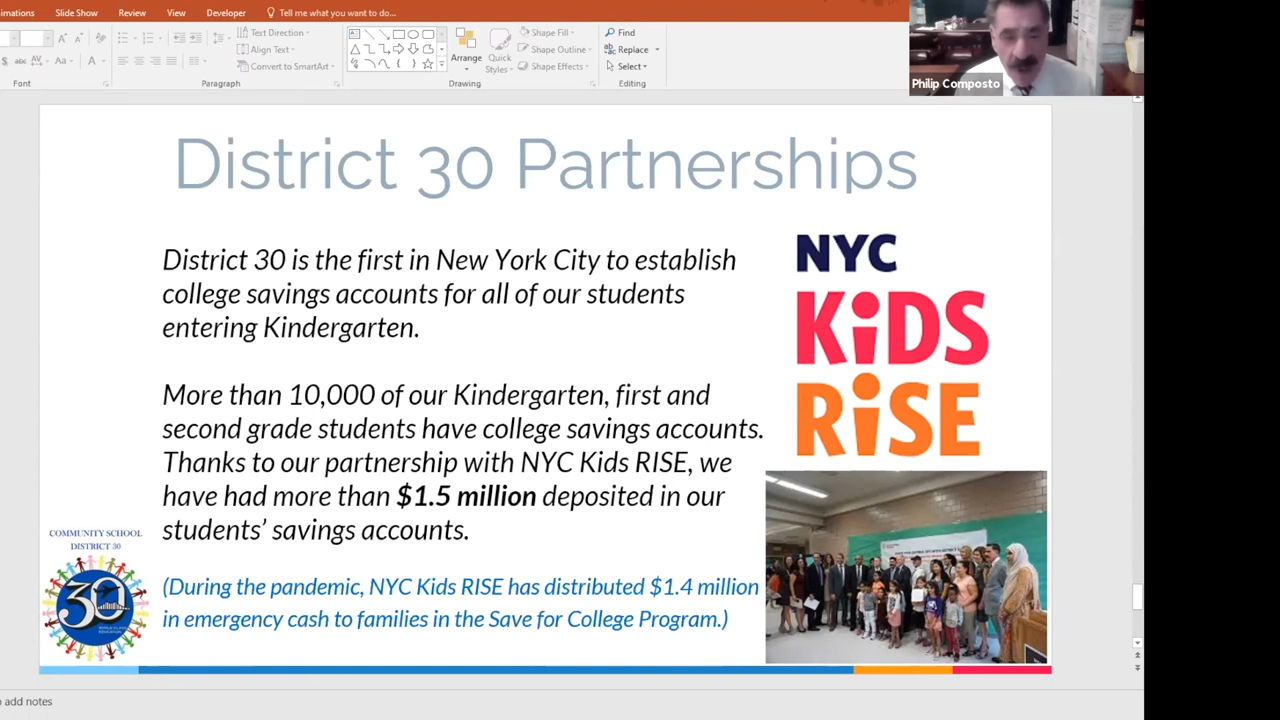 imations Slide Show Review View Developer Tell me what you want to do...
Text Direction
Align Text
Convert to SmartArt
Aa
A
Arrange
Quick
Styles
Shape Fill
Shape Outline
Shape Effects
Find
Replace
Select
Font Paragraph Drawing Editing
Philip Composto
District 30 Partnerships
District 30 is the first in New York City to establish
college savings accounts for all of our students
entering Kindergarten.
More than 10,000 of our Kindergarten, first and
second grade students have college savings accounts.
Thanks to our partnership with NYC Kids RISE, we
have had more than $1.5 million deposited in our
students’ savings accounts.
(During the pandemic, NYC Kids RISE has distributed $1.4 million
in emergency cash to families in the Save for College Program.)
NYC
KiDS
RiSE
COMMUNITY SCHOOL
DISTRICT 30
30
add notes